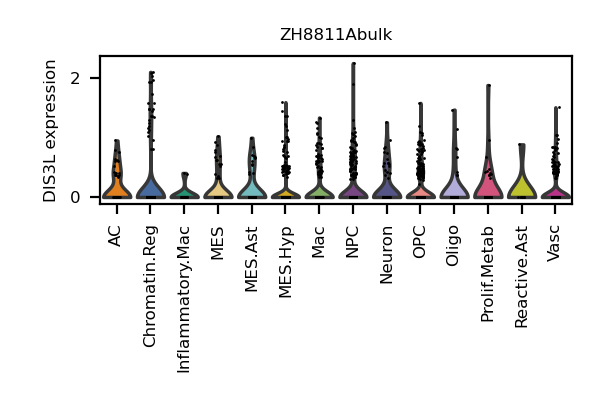 ZH8811Abulk
DIS3L expression
2
0
AC
Chromatin.Reg
Inflammatory.Mac
MES
MES.Ast
MES.Hyp
Mac
NPC
Neuron
OPC
Oligo
Prolif.Metab
Reactive.Ast
Vasc